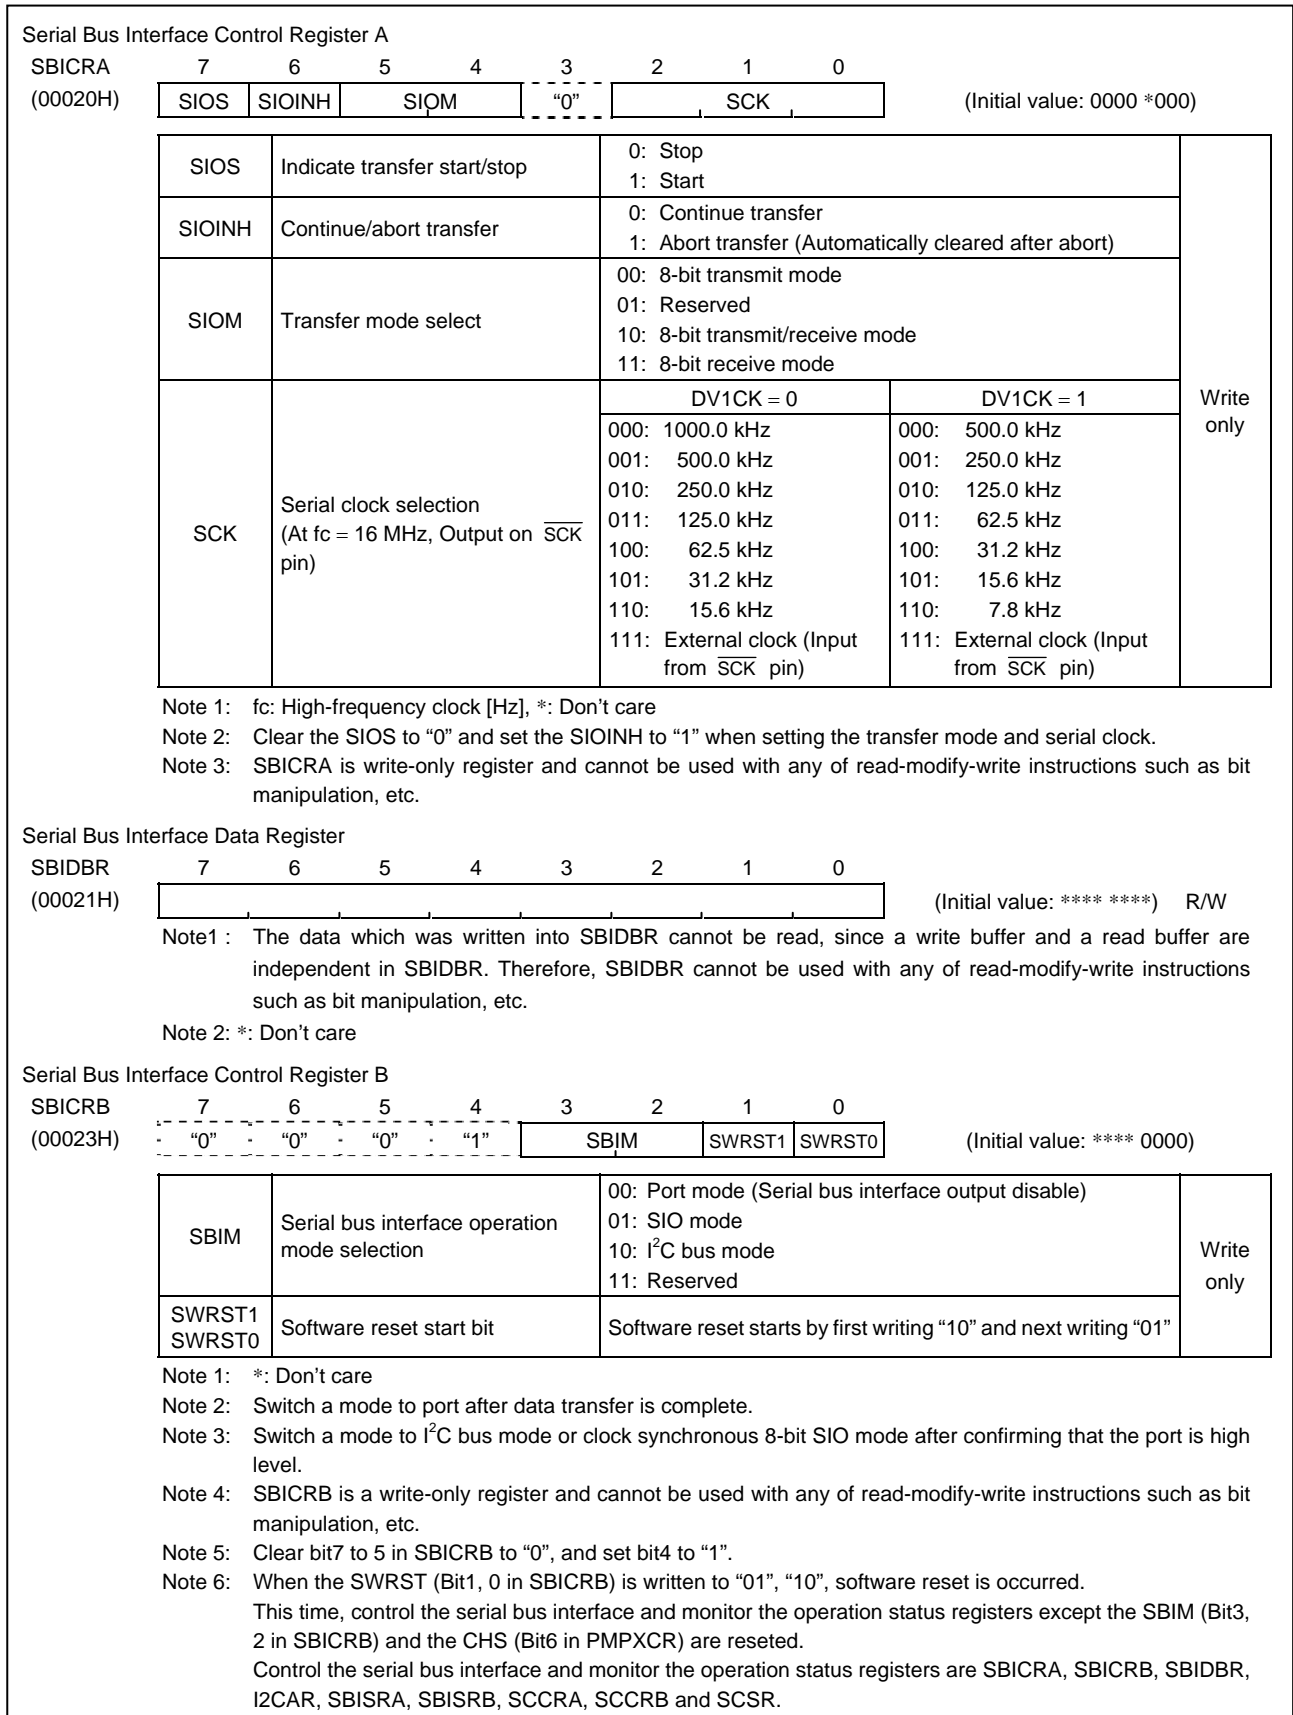 Serial Bus Interface Control Register A
SBICRA 7 6 5 4 3 2 1 0
(00020H) SIOS SIOINH SIOM “0” SCK (Initial value: 0000 *000)
SIOS Indicate transfer start/stop 0: Stop
1: Start
SIOINH Continue/abort transfer 0: Continue transfer
1: Abort transfer (Automatically cleared after abort)
SIOM Transfer mode select 00: 8-bit transmit mode
01: Reserved
10: 8-bit transmit/receive mode
11: 8-bit receive mode
SCK Serial clock selection
(At fc = 16 MHz, Output on SCK
pin)
DV1CK = 0 DV1CK = 1
000: 1000.0 kHz 000: 500.0 kHz
001: 500.0 kHz 001: 250.0 kHz
010: 250.0 kHz 010: 125.0 kHz
011: 125.0 kHz 011: 62.5 kHz
100: 62.5 kHz 100: 31.2 kHz
101: 31.2 kHz 101: 15.6 kHz
110: 15.6 kHz 110: 7.8 kHz
111: External clock (Input 111: External clock (Input
from SCK pin) from SCK pin)
Write
only
Note 1: fc: High-frequency clock [Hz], *: Don’t care
Note 2: Clear the SIOS to “0” and set the SIOINH to “1” when setting the transfer mode and serial clock.
Note 3: SBICRA is write-only register and cannot be used with any of read-modify-write instructions such as bit
manipulation, etc.
Serial Bus Interface Data Register
SBIDBR 7 6 5 4 3 2 1 0
(00021H) (Initial value: **** ****) R/W
Note1 : The data which was written into SBIDBR cannot be read, since a write buffer and a read buffer are
independent in SBIDBR. Therefore, SBIDBR cannot be used with any of read-modify-write instructions
such as bit manipulation, etc.
Note 2: *: Don’t care
Serial Bus Interface Control Register B
SBICRB 7 6 5 4 3 2 1 0
(00023H) “0” “0” “0” “1” SBIM SWRST1 SWRST0 (Initial value: **** 0000)
SBIM Serial bus interface operation
mode selection
00: Port mode (Serial bus interface output disable)
01: SIO mode
10: I2C bus mode
11: Reserved
Write
only
SWRST1
SWRST0
Software reset start bit Software reset starts by first writing “10” and next writing “01”
Note 1: *: Don’t care
Note 2: Switch a mode to port after data transfer is complete.
Note 3: Switch a mode to I2C bus mode or clock synchronous 8-bit SIO mode after confirming that the port is high
level.
Note 4: SBICRB is a write-only register and cannot be used with any of read-modify-write instructions such as bit
manipulation, etc.
Note 5: Clear bit7 to 5 in SBICRB to “0”, and set bit4 to “1”.
Note 6: When the SWRST (Bit1, 0 in SBICRB) is written to “01”, “10”, software reset is occurred.
This time, control the serial bus interface and monitor the operation status registers except the SBIM (Bit3,
2 in SBICRB) and the CHS (Bit6 in PMPXCR) are reseted.
Control the serial bus interface and monitor the operation status registers are SBICRA, SBICRB, SBIDBR,
I2CAR, SBISRA, SBISRB, SCCRA, SCCRB and SCSR.